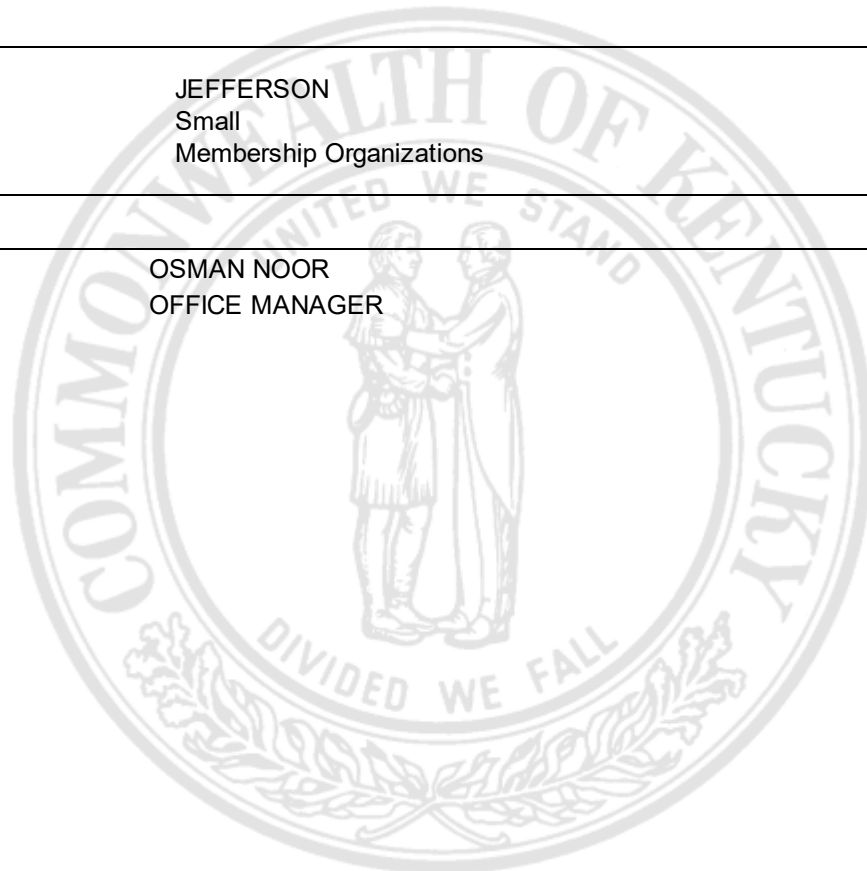 JEFFERSON
Small
Membership Organizations
OSMAN NOOR
OFFICE MANAGER
COMMONWEALTH OF KENTUCKY
UNITED WE STAND
DIVIDED WE FALL